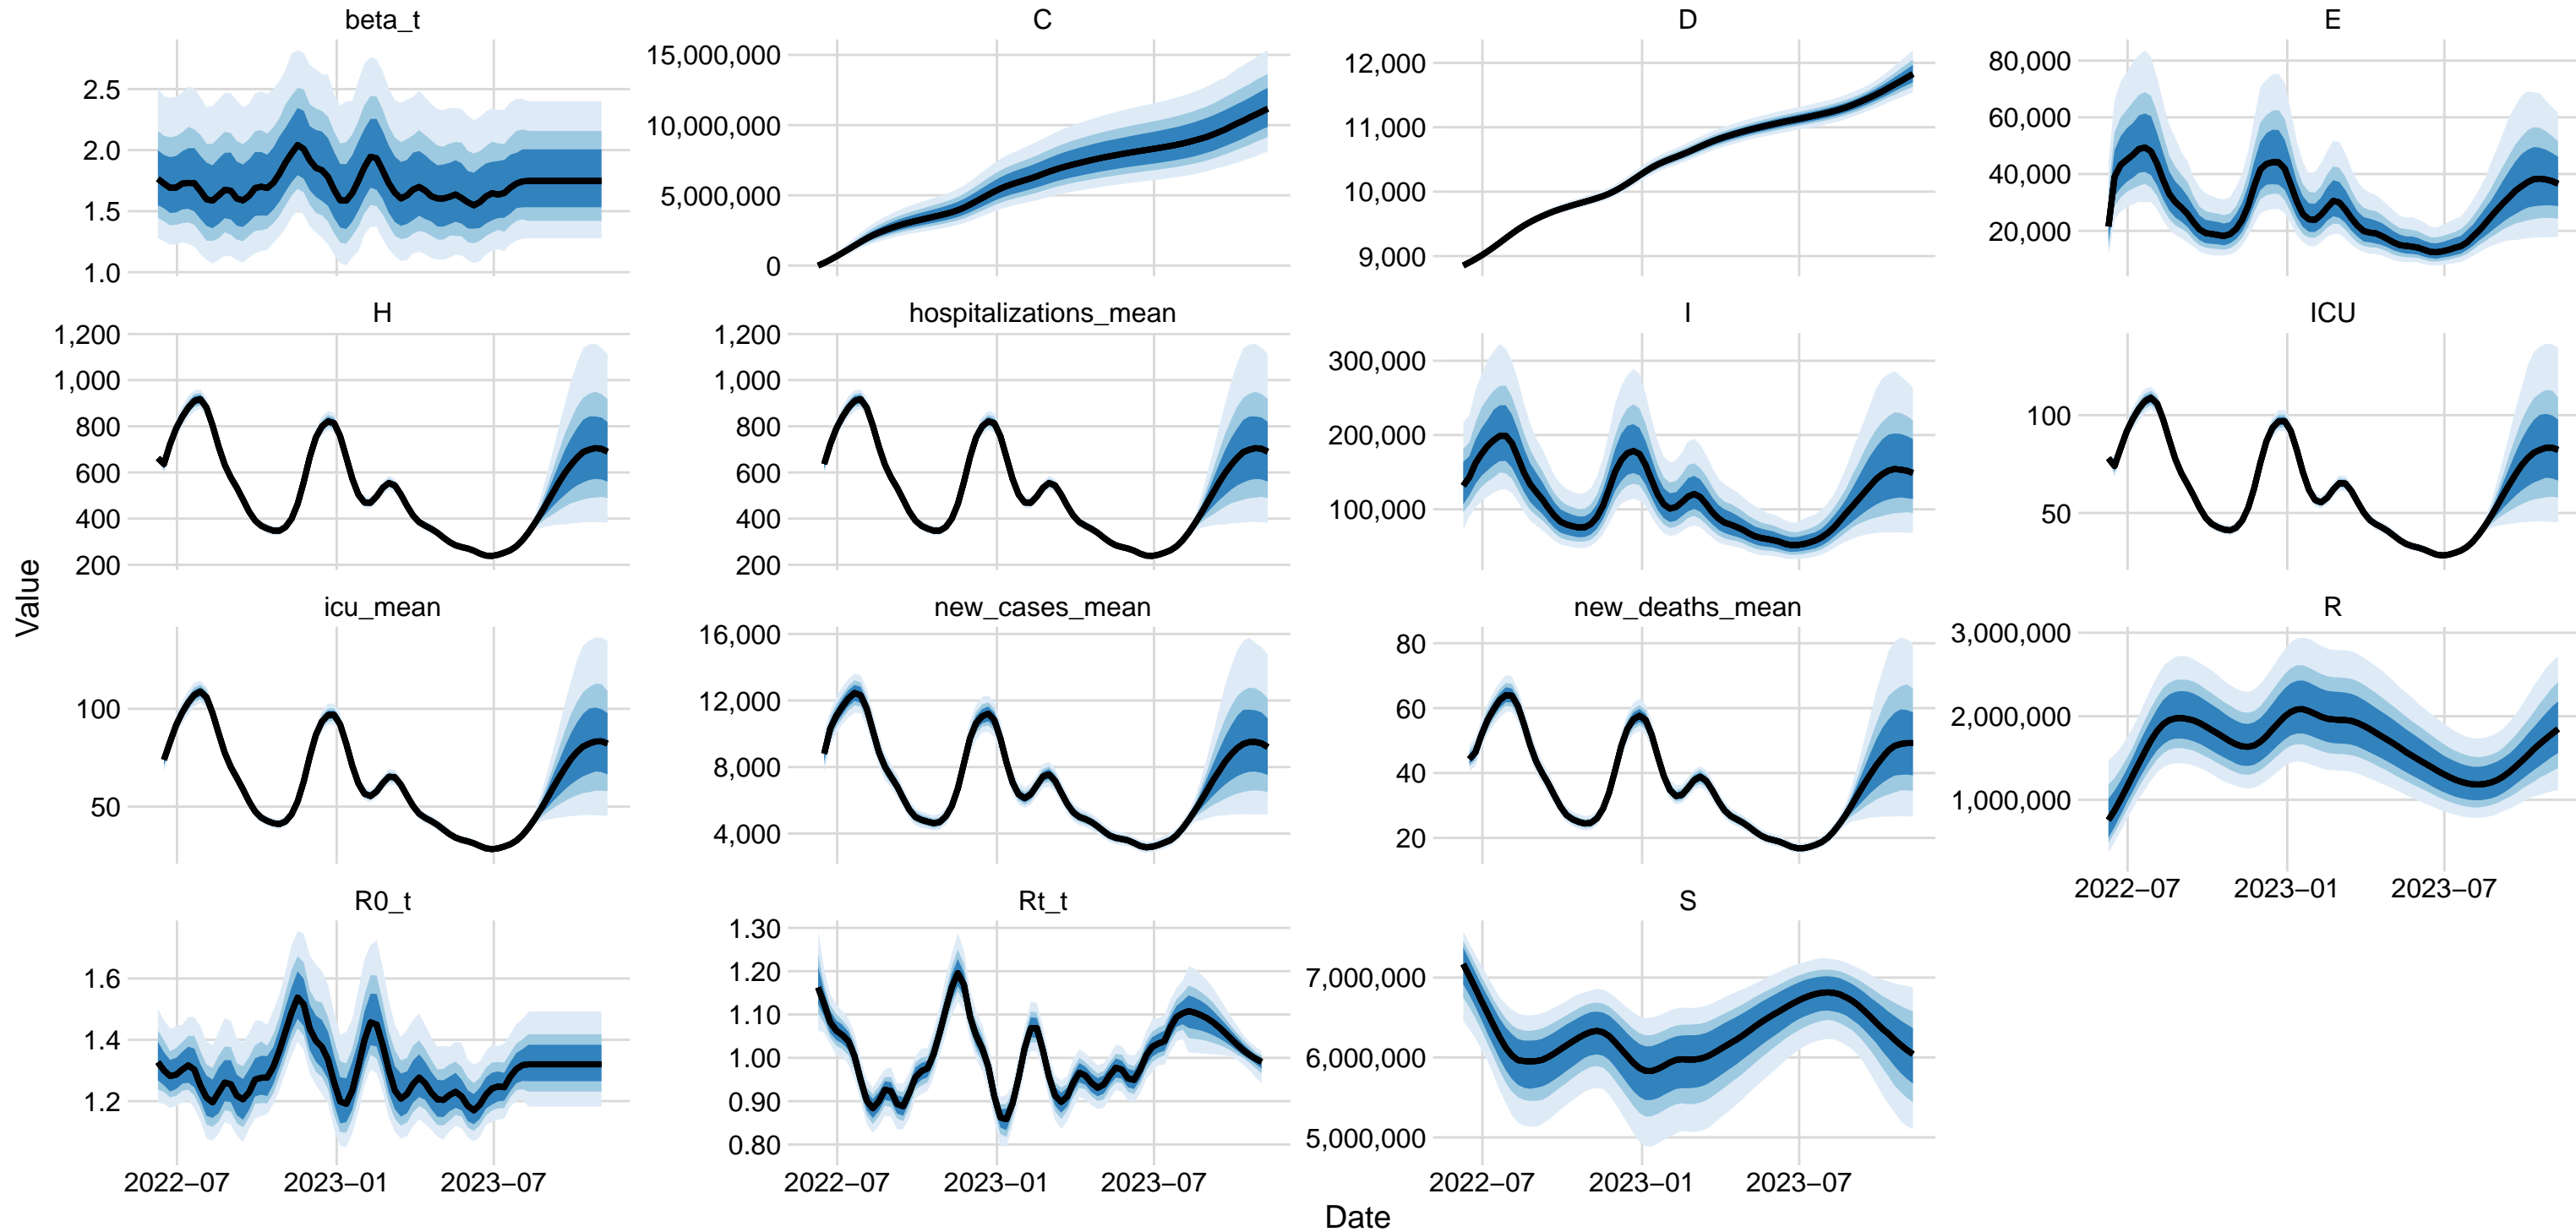 beta_t
C
D
E
2.5
2.0
1.5
1.0
15,000,000
10,000,000
5,000,000
0
12,000
11,000
10,000
9,000
80,000
60,000
40,000
20,000
H
hospitalizations_mean
I
ICU
1,200
1,000
800
600
400
200
1,200
1,000
800
600
400
200
300,000
200,000
100,000
100
50
Value
icu_mean
new_cases_mean
new_deaths_mean
R
100
50
16,000
12,000
8,000
4,000
80
60
40
20
3,000,000
2,000,000
1,000,000
2022−07 2023−01 2023−07
R0_t
Rt_t
S
1.6
1.4
1.2
1.30
1.20
1.10
1.00
0.90
0.80
7,000,000
6,000,000
5,000,000
2022−07 2023−01 2023−07
2022−07 2023−01 2023−07
2022−07 2023−01 2023−07
Date